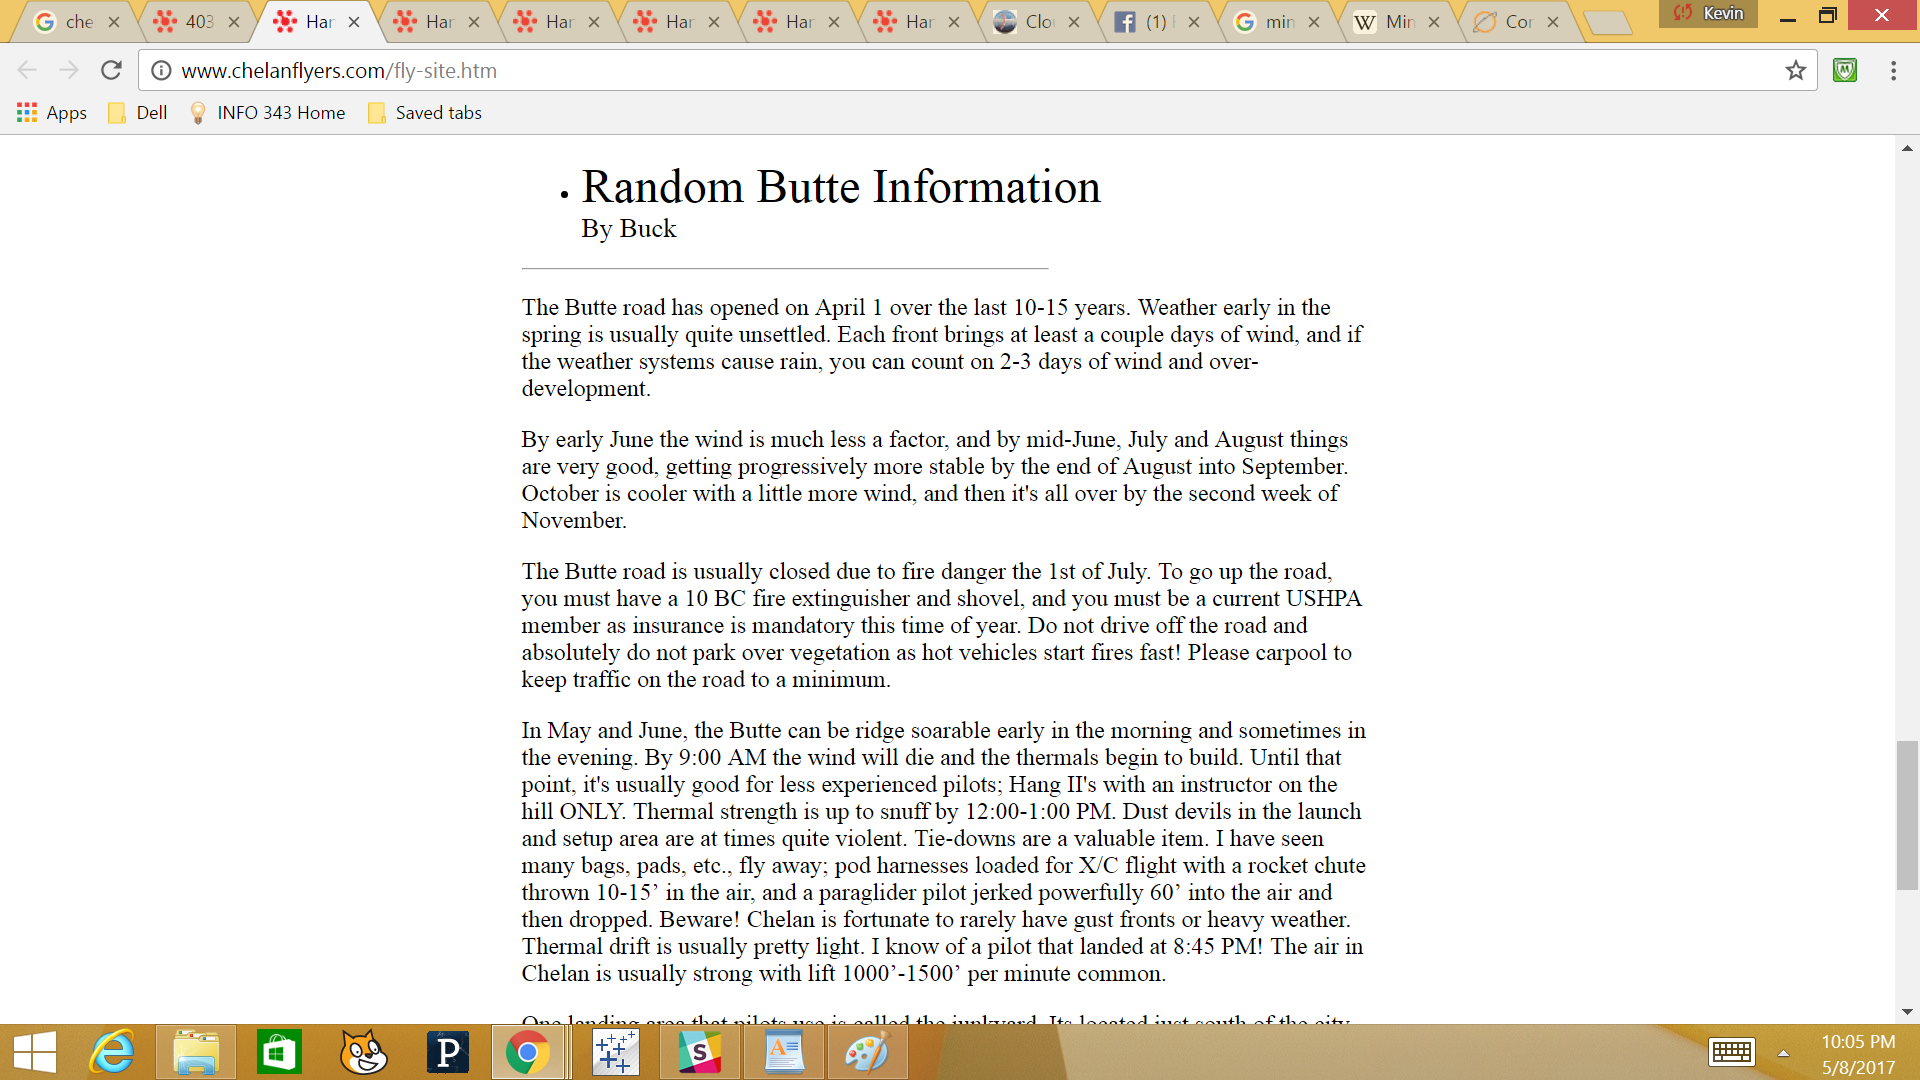 che
403
Har
Har
Har
Har
Har
Har
Clo
(1)
min
Min
Cor
Kevin
www.chelanflyers.com/fly-site.htm
Apps Dell INFO 343 Home Saved tabs
Random Butte Information
By Buck
The Butte road has opened on April 1 over the last 10-15 years. Weather early in the
spring is usually quite unsettled. Each front brings at least a couple days of wind, and if
the weather systems cause rain, you can count on 2-3 days of wind and over-
development.
By early June the wind is much less a factor, and by mid-June, July and August things
are very good, getting progressively more stable by the end of August into September.
October is cooler with a little more wind, and then it's all over by the second week of
November.
The Butte road is usually closed due to fire danger the 1st of July. To go up the road,
you must have a 10 BC fire extinguisher and shovel, and you must be a current USHPA
member as insurance is mandatory this time of year. Do not drive off the road and
absolutely do not park over vegetation as hot vehicles start fires fast! Please carpool to
keep traffic on the road to a minimum.
In May and June, the Butte can be ridge soarable early in the morning and sometimes in
the evening. By 9:00 AM the wind will die and the thermals begin to build. Until that
point, it's usually good for less experienced pilots; Hang II's with an instructor on the
hill ONLY. Thermal strength is up to snuff by 12:00-1:00 PM. Dust devils in the launch
and setup area are at times quite violent. Tie-downs are a valuable item. I have seen
many bags, pads, etc., fly away; pod harnesses loaded for X/C flight with a rocket chute
thrown 10-15’ in the air, and a paraglider pilot jerked powerfully 60’ into the air and
then dropped. Beware! Chelan is fortunate to rarely have gust fronts or heavy weather.
Thermal drift is usually pretty light. I know of a pilot that landed at 8:45 PM! The air in
Chelan is usually strong with lift 1000’-1500’ per minute common.
One landing area that pilots use is called the junkyard. Its located just south of the city
10:05 PM
5/8/2017